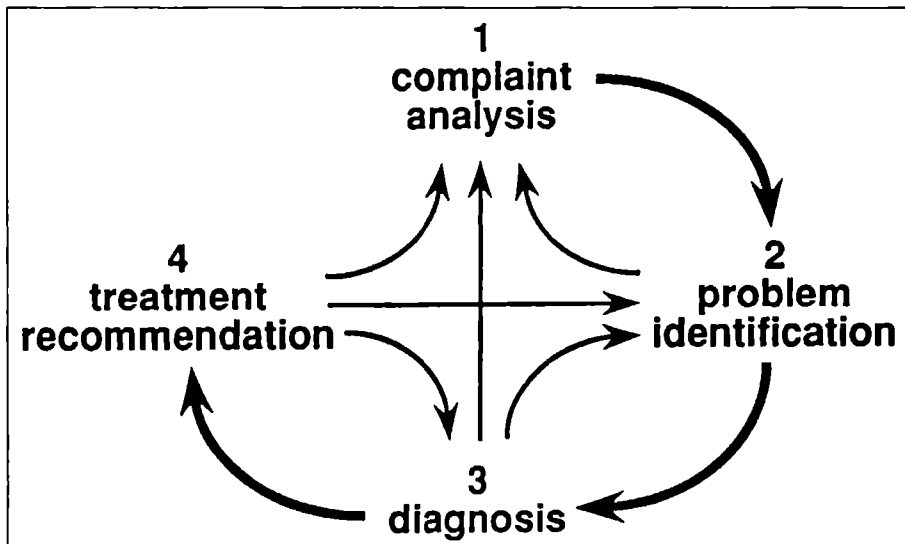 1
complaint
analysis
2
problem
identification
3
diagnosis
4
treatment
recommendation